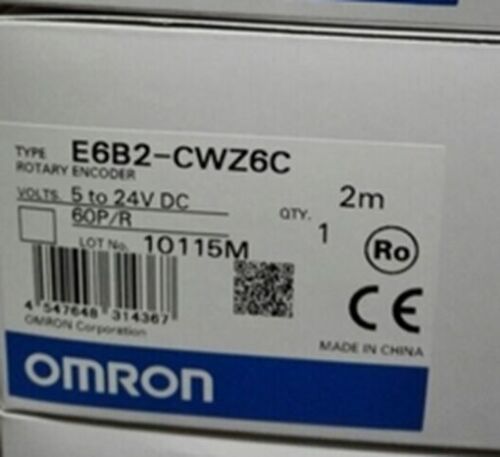 TYPE E6B2-CWZ6C
ROTARY ENCODER
VOLTS. 5 to 24V DC 2m
60P/R QTY. 1
LOT No. 10115M Ro
4 547648 314367 CE
OMRON Corporation
MADE IN CHINA
OMRON